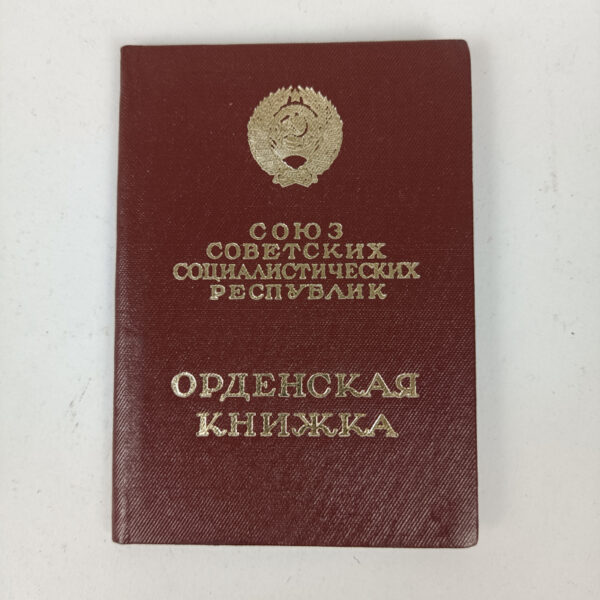 СОЮЗ
СОВЕТСКИХ
СОЦИАЛИСТИЧЕСКИХ
РЕСПУБЛИК
ОРДЕНСКАЯ
КНИЖКА